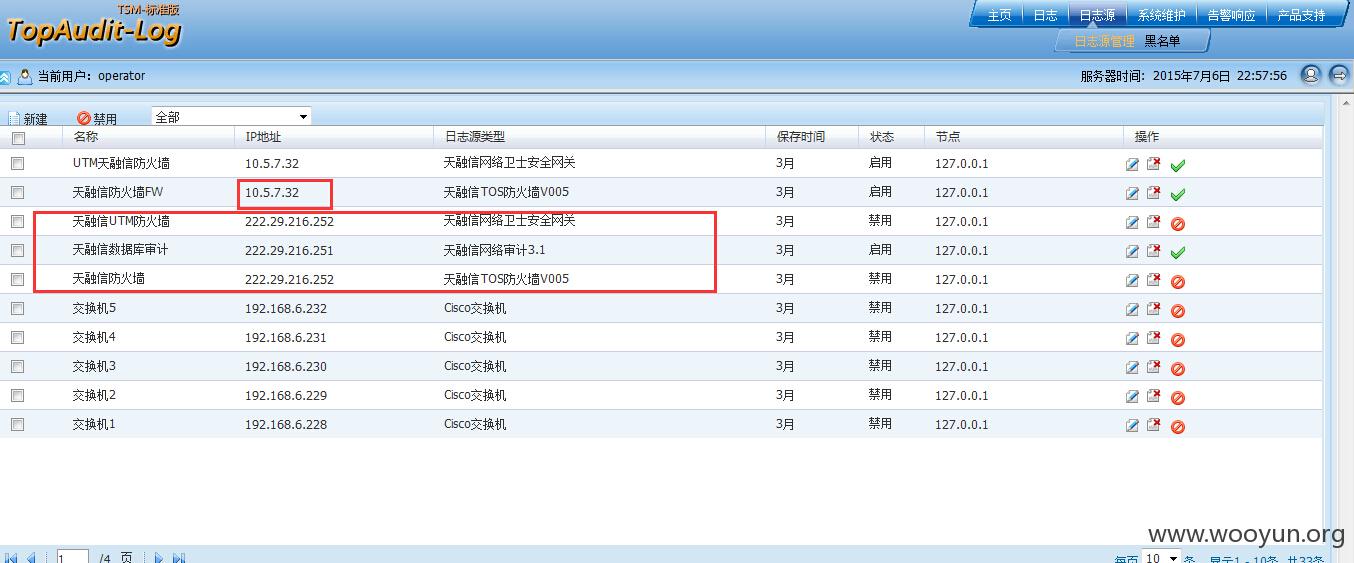 TSM-标准版
TopAudit-Log
主页 日志 日志源 系统维护 告警响应 产品支持
日志源管理 黑名单
当前用户: operator 服务器时间: 2015年7月6日 22:57:56
新建 禁用 全部
名称 IP地址 日志源类型 保存时间 状态 节点 操作
UTM天融信防火墙 10.5.7.32 天融信网络卫士安全网关 3月 启用 127.0.0.1
天融信防火墙FW 10.5.7.32 天融信TOS防火墙V005 3月 启用 127.0.0.1
天融信UTM防火墙 222.29.216.252 天融信网络卫士安全网关 3月 禁用 127.0.0.1
天融信数据库审计 222.29.216.251 天融信网络审计3.1 3月 启用 127.0.0.1
天融信防火墙 222.29.216.252 天融信TOS防火墙V005 3月 禁用 127.0.0.1
交换机5 192.168.6.232 Cisco交换机 3月 禁用 127.0.0.1
交换机4 192.168.6.231 Cisco交换机 3月 禁用 127.0.0.1
交换机3 192.168.6.230 Cisco交换机 3月 禁用 127.0.0.1
交换机2 192.168.6.229 Cisco交换机 3月 禁用 127.0.0.1
交换机1 192.168.6.228 Cisco交换机 3月 禁用 127.0.0.1
www.wooyun.org
1 /4 页 每页 10 条 显示1 - 10条 共33条